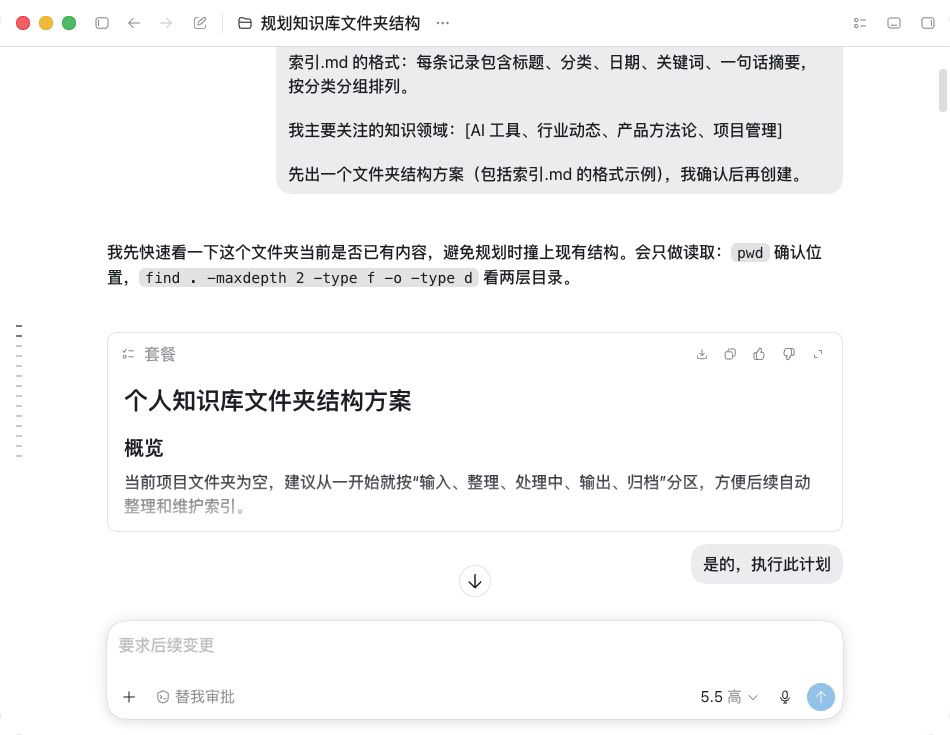 规划知识库文件夹结构
索引.md 的格式：每条记录包含标题、分类、日期、关键词、一句话摘要，
按分类分组排列。
我主要关注的知识领域：[AI 工具、行业动态、产品方法论、项目管理]
先出一个文件夹结构方案（包括索引.md 的格式示例），我确认后再创建。
我先快速看一下这个文件夹当前是否已有内容，避免规划时撞上现有结构。会只做读取：pwd 确认位
置，find . -maxdepth 2 -type f -o -type d 看两层目录。
套餐
个人知识库文件夹结构方案
概览
当前项目文件夹为空，建议从一开始就按“输入、整理、处理中、输出、归档”分区，方便后续自动
整理和维护索引。
是的，执行此计划
要求后续变更
替我审批 5.5 高